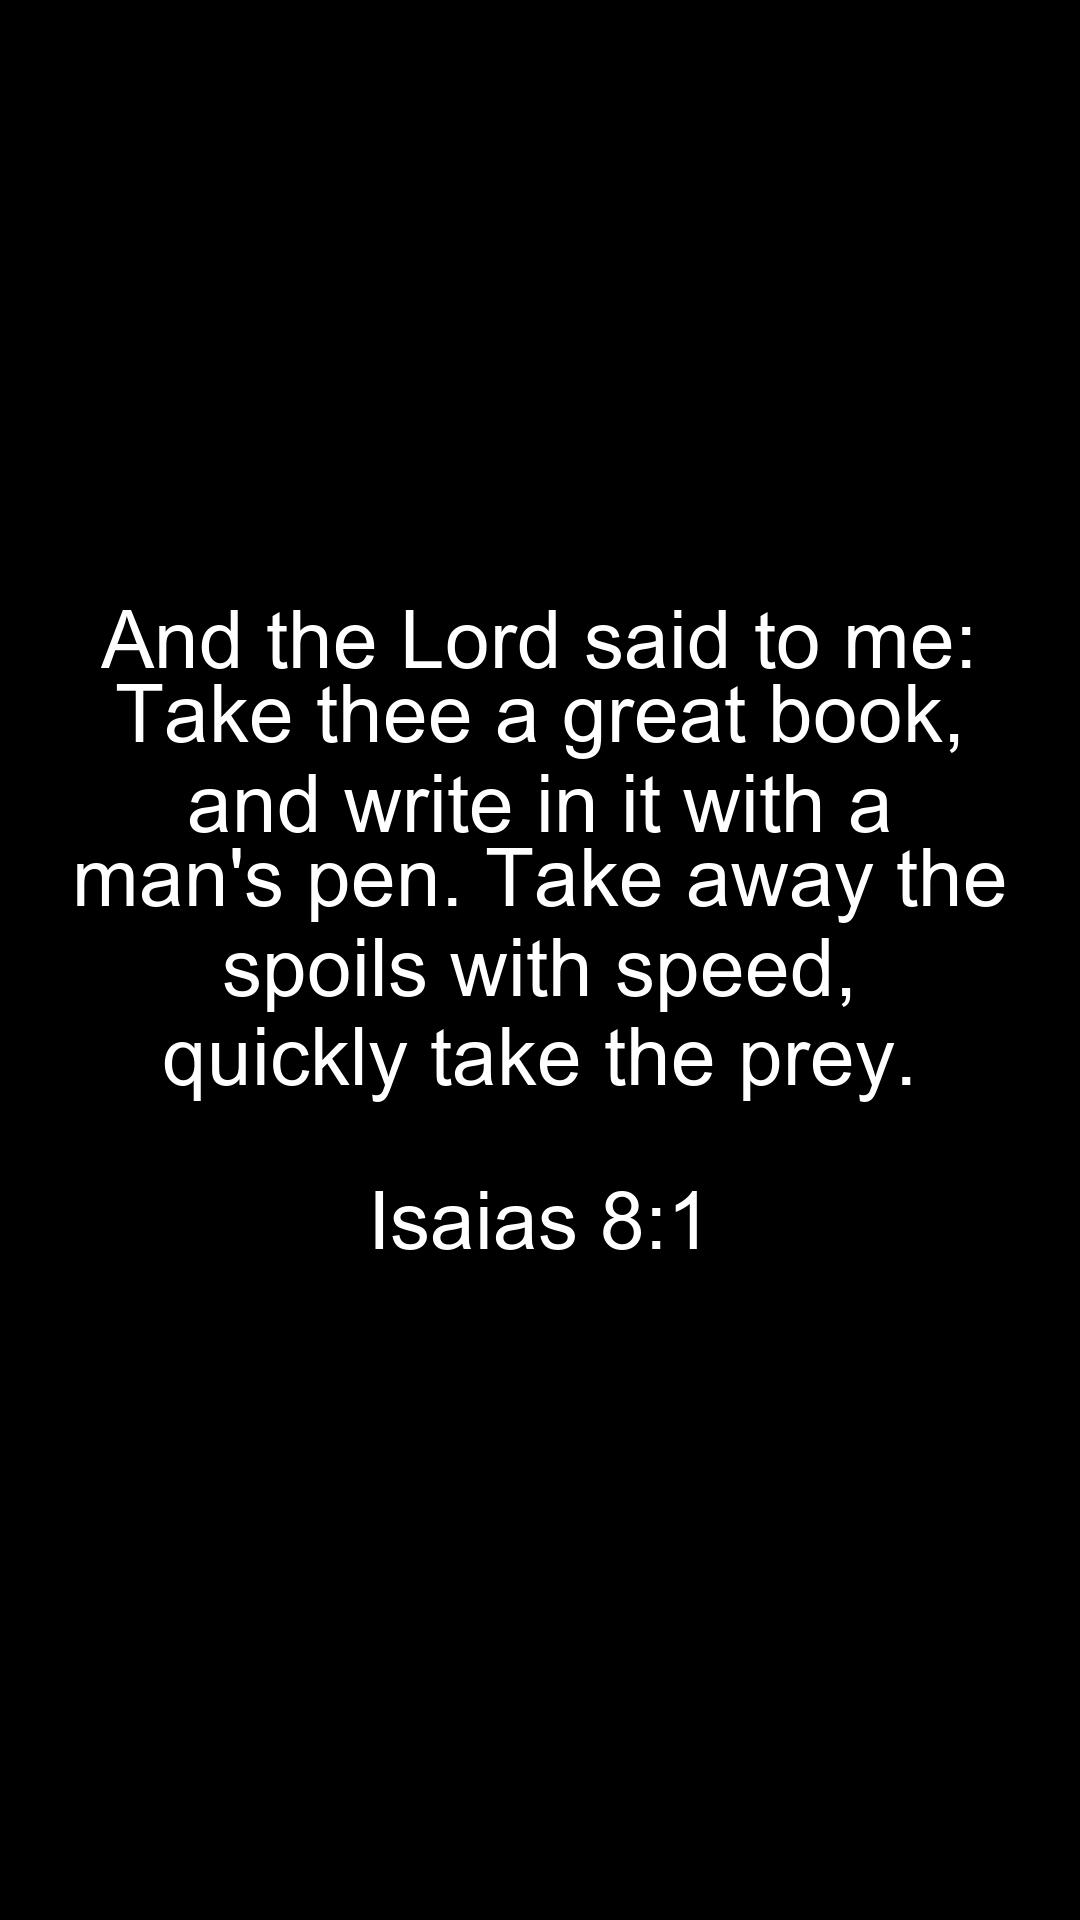 And the Lord said to me:
Take thee a great book,
and write in it with a
man's pen. Take away the
spoils with speed,
quickly take the prey.
Isaias 8:1